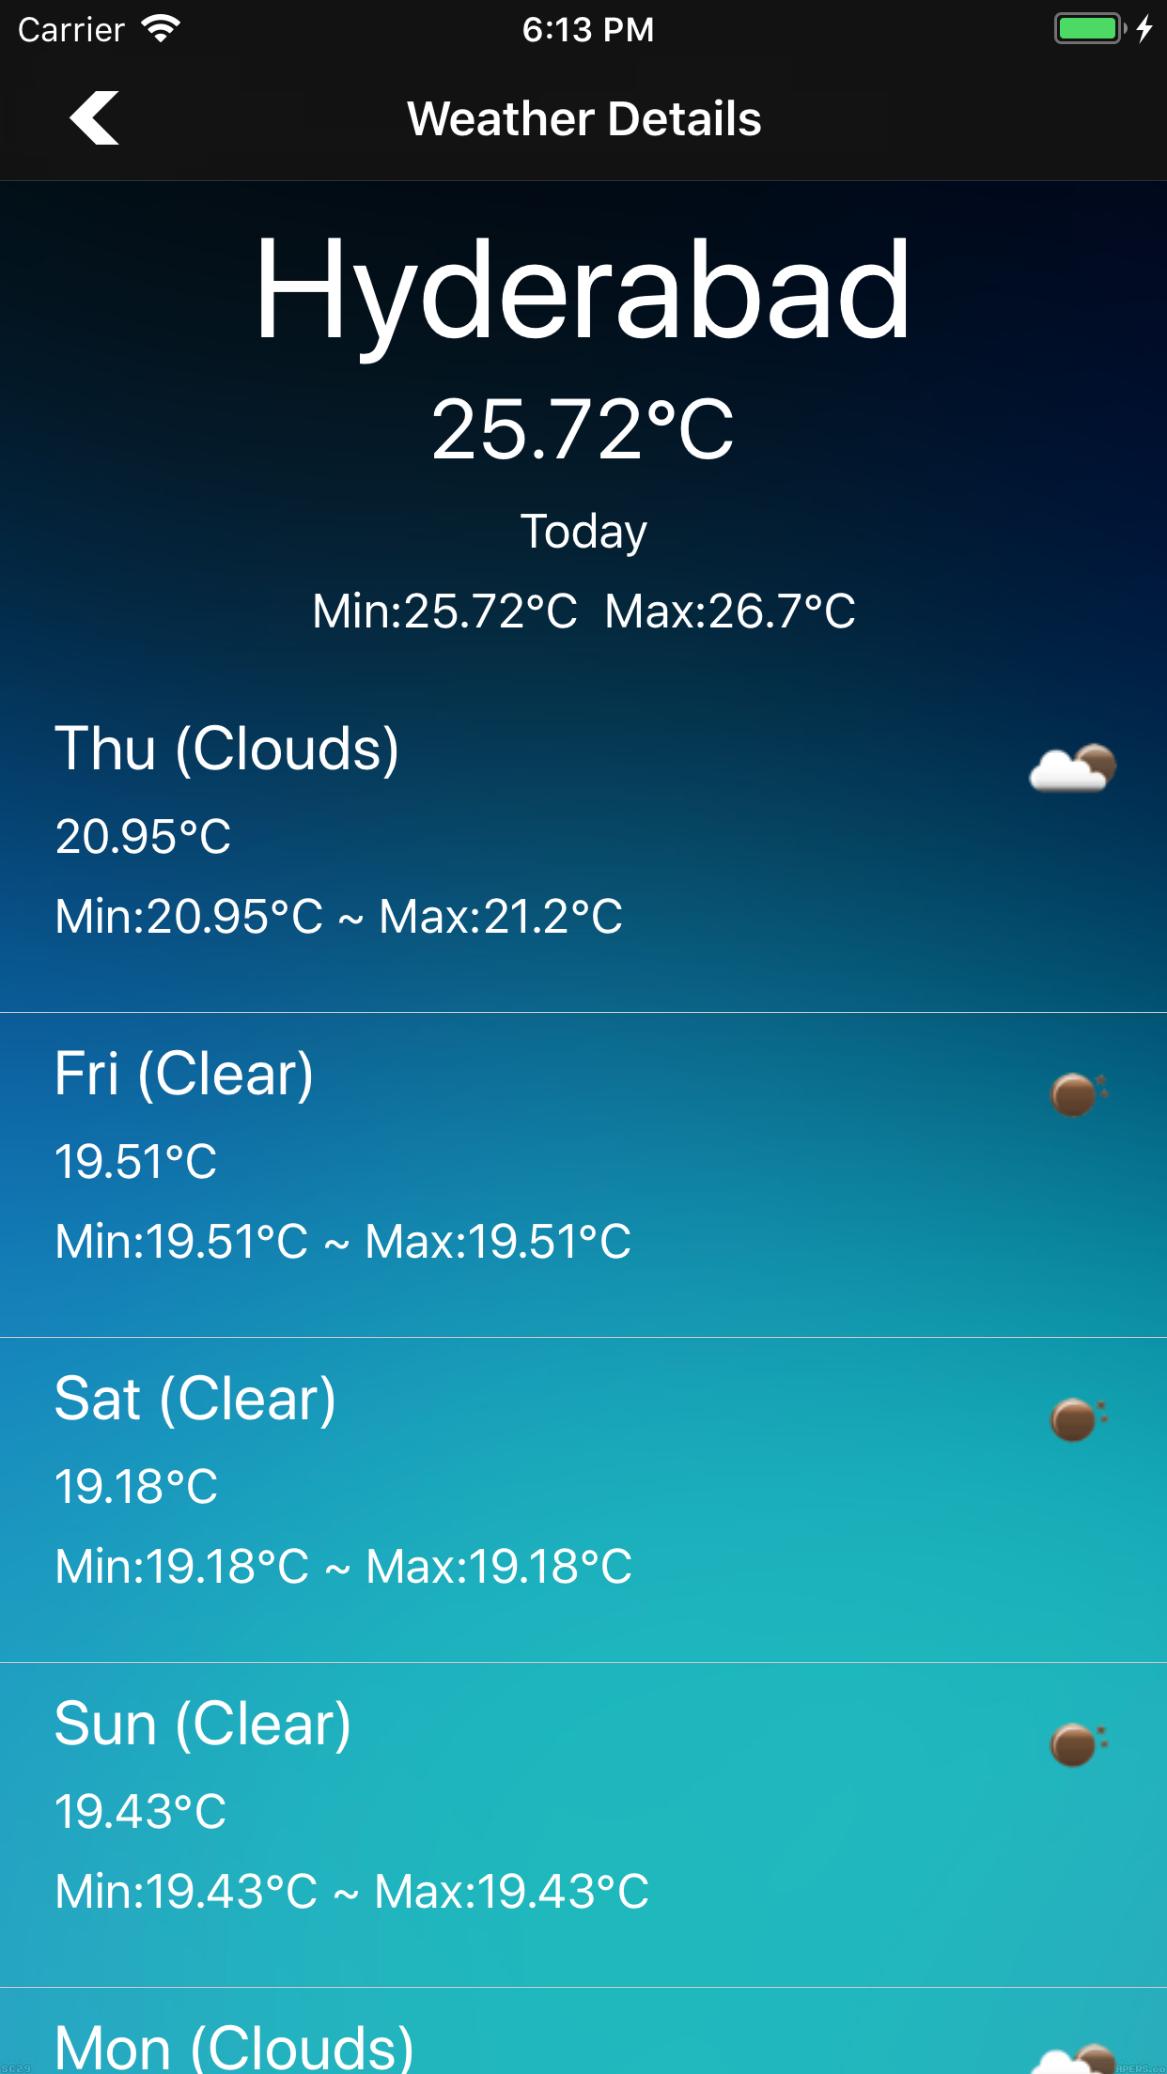 Carrier 6:13 PM
Weather Details
Hyderabad
25.72°C
Today
Min:25.72°C Max:26.7°C
Thu (Clouds)
20.95°C
Min:20.95°C ~ Max:21.2°C
Fri (Clear)
19.51°C
Min:19.51°C ~ Max:19.51°C
Sat (Clear)
19.18°C
Min:19.18°C ~ Max:19.18°C
Sun (Clear)
19.43°C
Min:19.43°C ~ Max:19.43°C
Mon (Clouds)